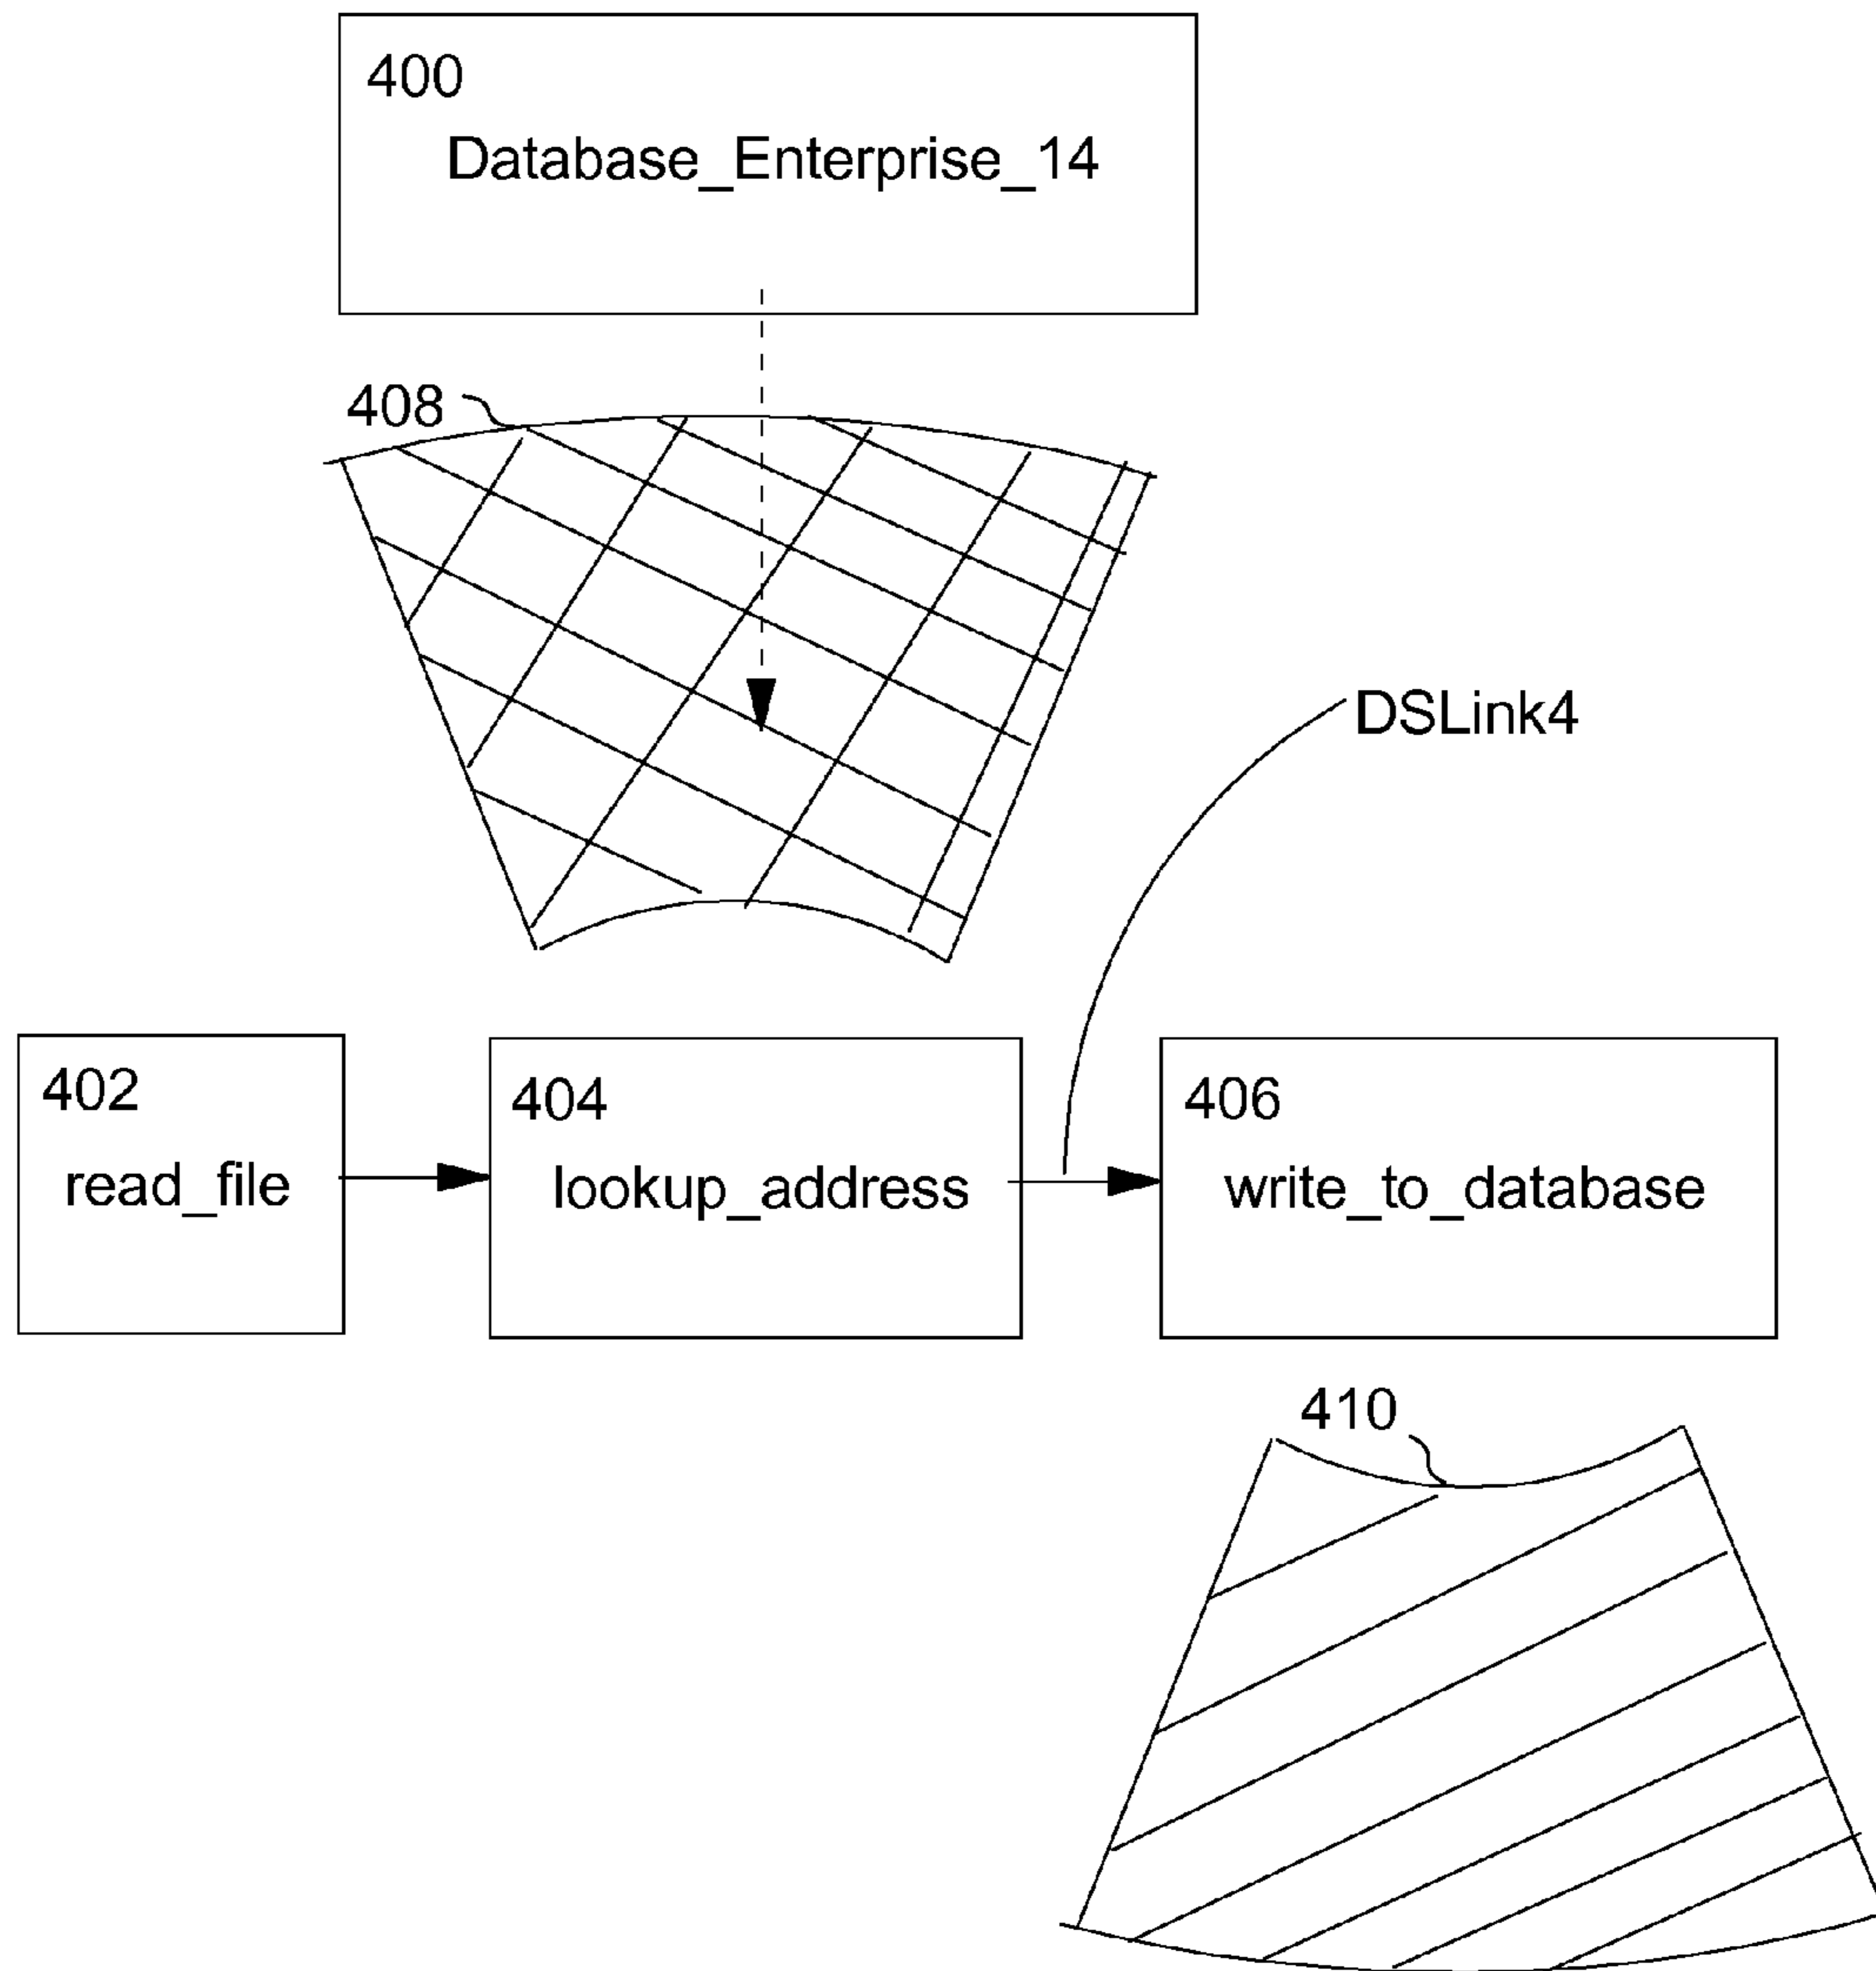 400
Database_Enterprise_14
408
DSLink4
402
read_file
404
lookup_address
406
write_to_database
410